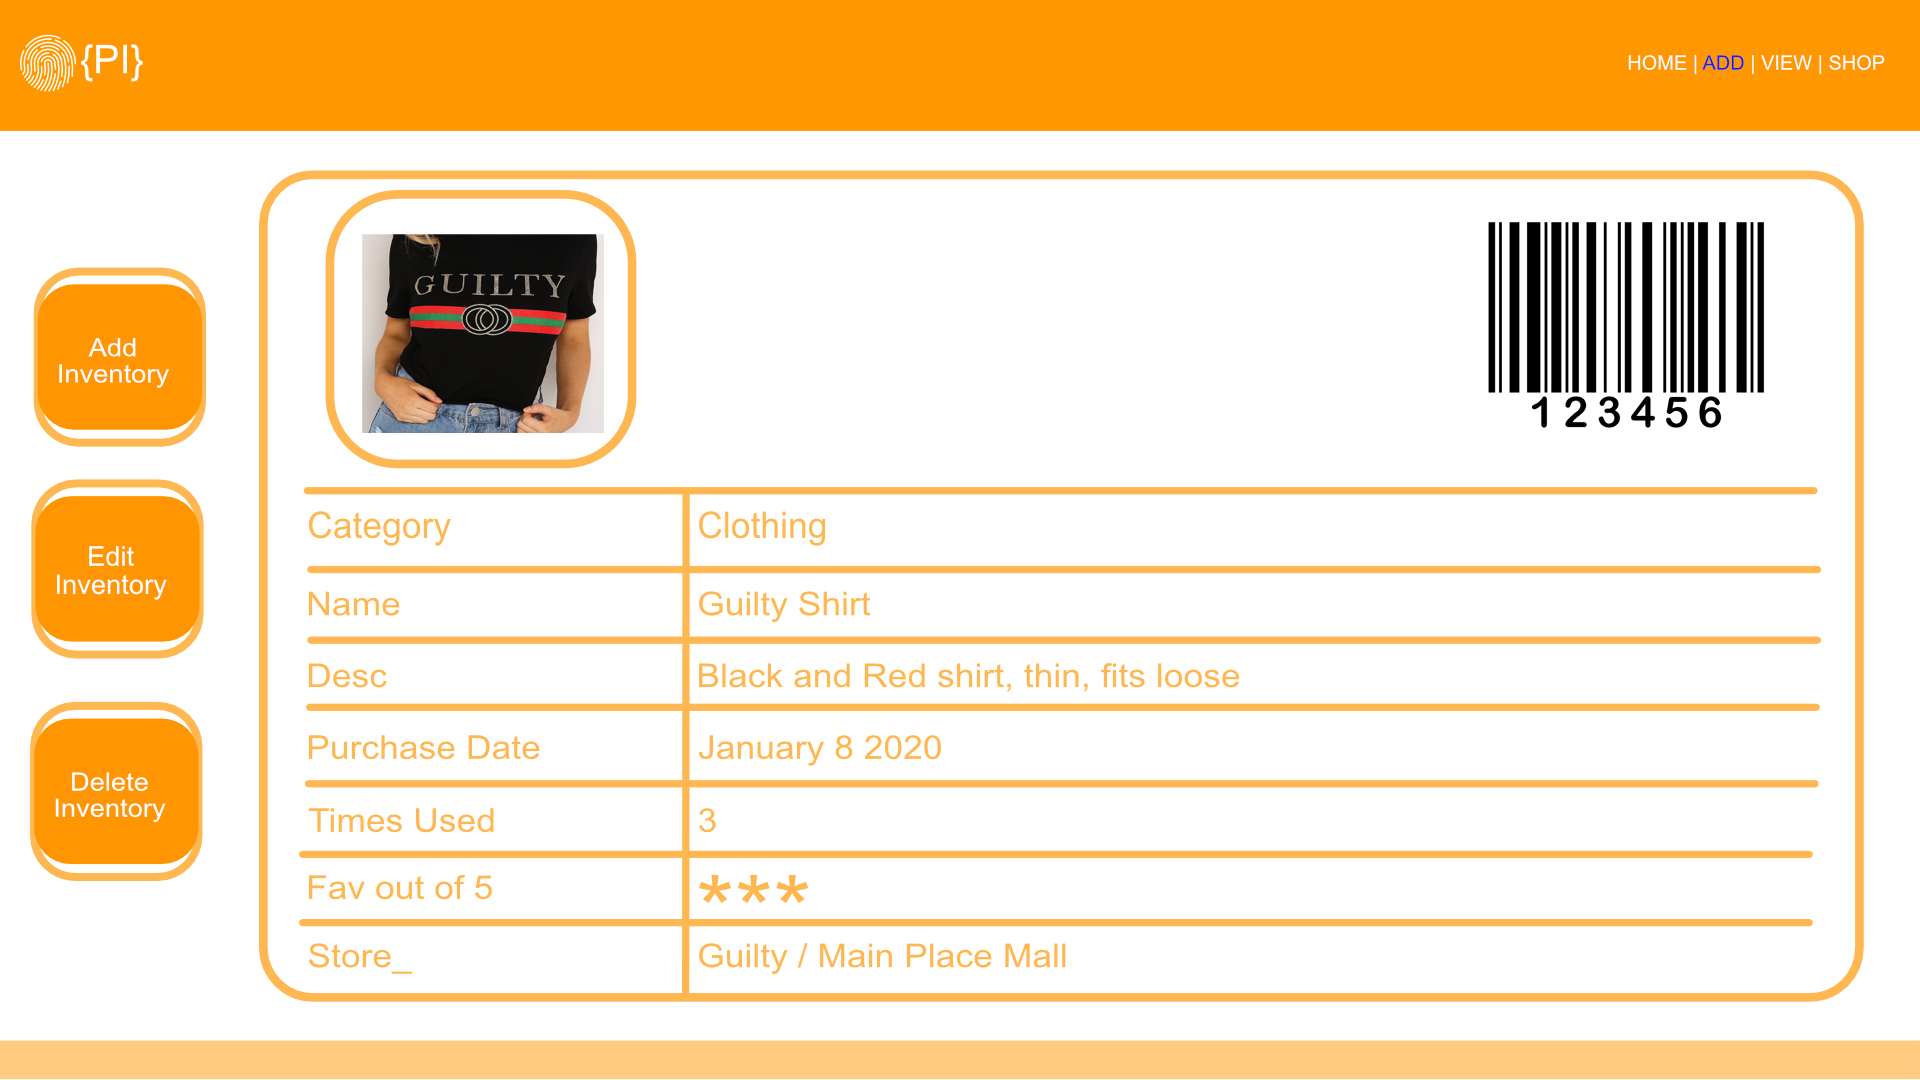 {PI}
HOME | ADD | VIEW | SHOP
GUILTY
123456
Add
Inventory
Edit
Inventory
Delete
Inventory
Category
Clothing
Name
Guilty Shirt
Desc
Black and Red shirt, thin, fits loose
Purchase Date
January 8 2020
Times Used
3
Fav out of 5
***
Store_
Guilty / Main Place Mall